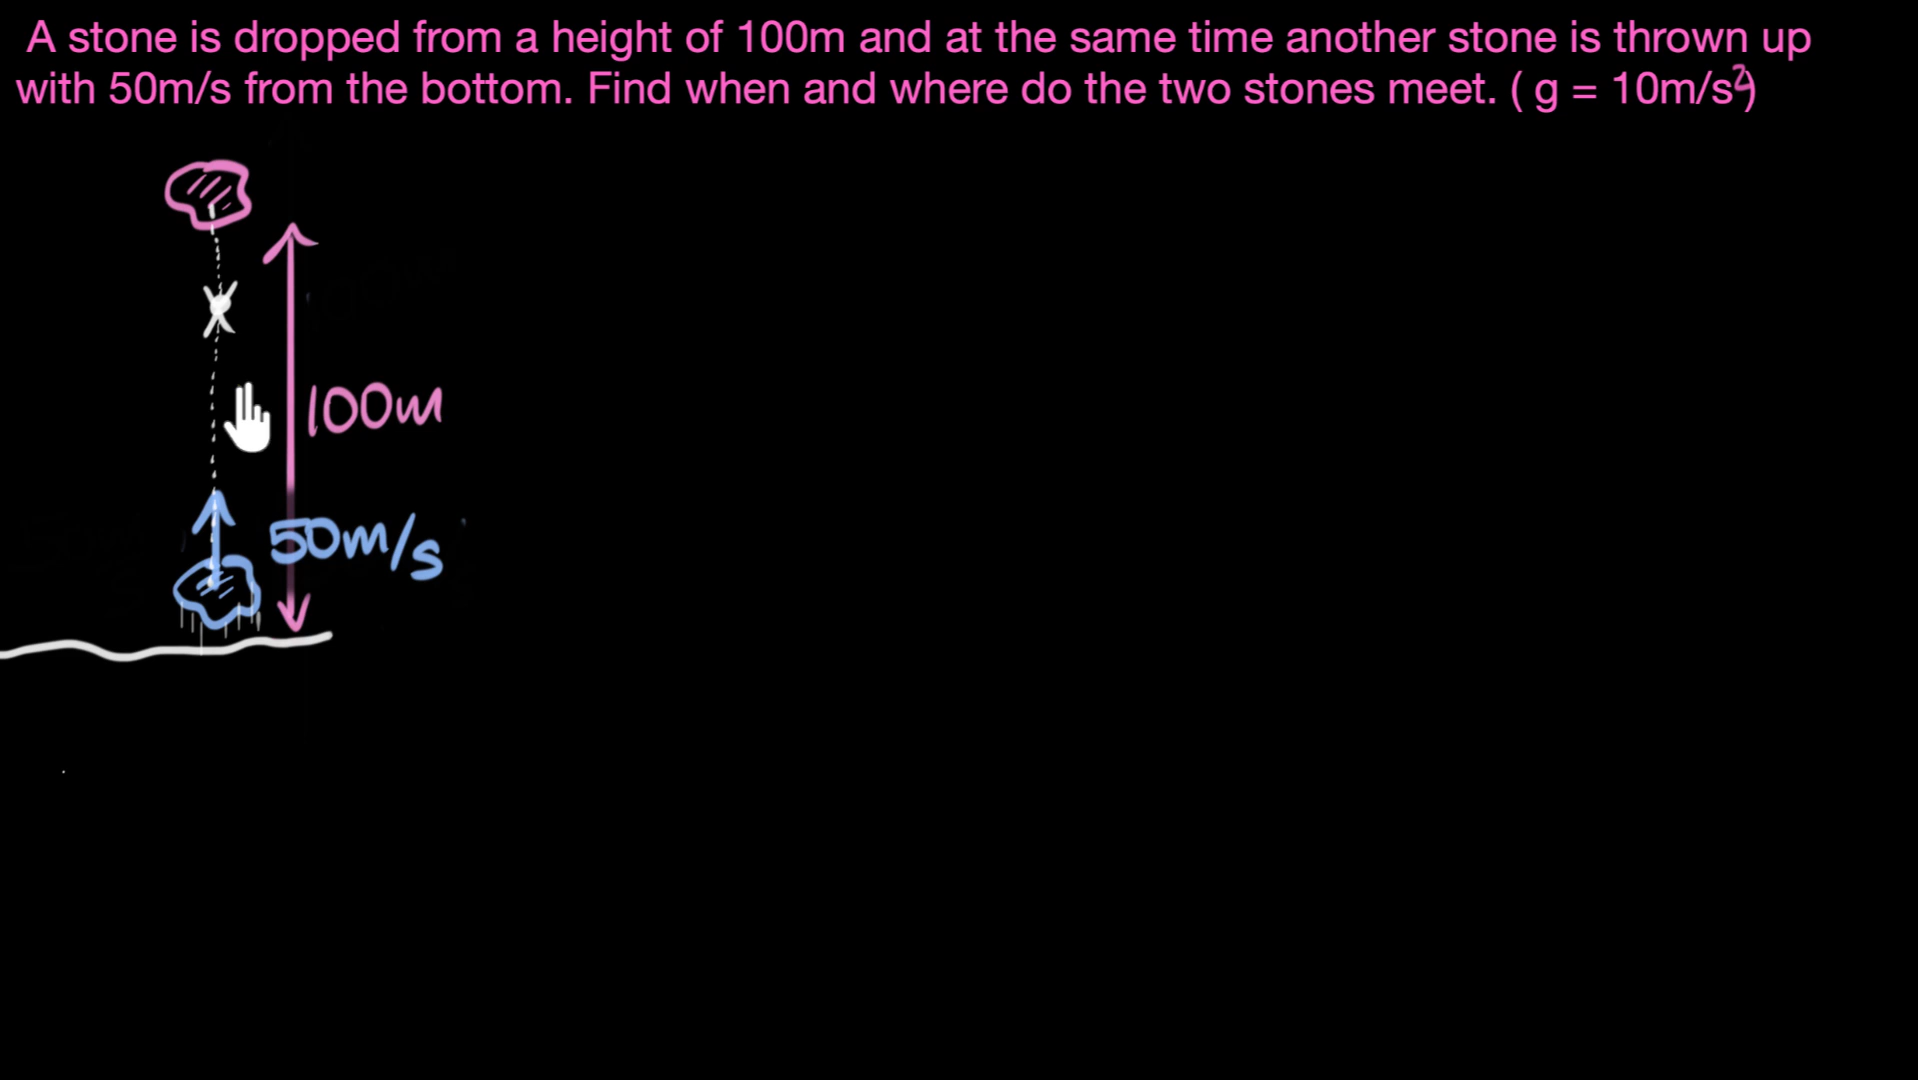 A stone is dropped from a height of 100m and at the same time another stone is thrown up
with 50m/s from the bottom. Find when and where do the two stones meet. ( g = 10m/s²)
100m
50m/s